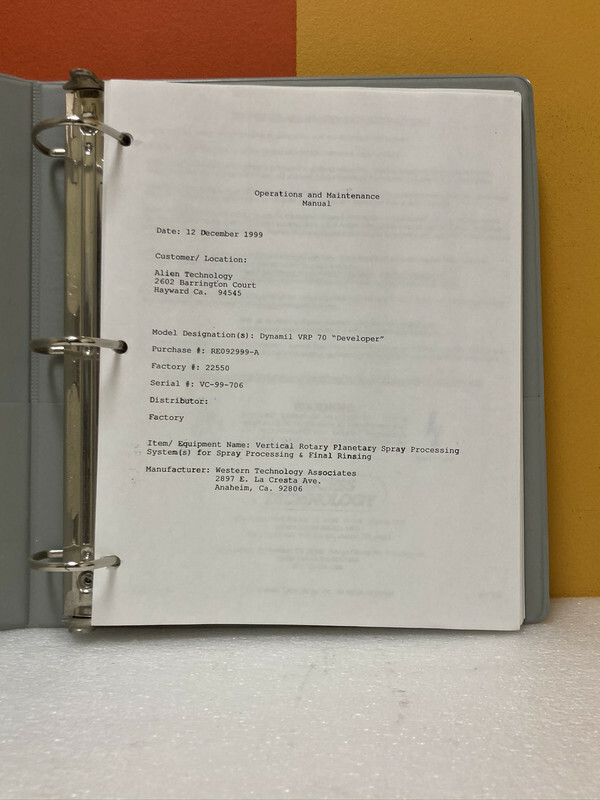 Operations and Maintenance
Manual
Date: 12 December 1999
Customer/ Location:
Alien Technology
2602 Barrington Court
Hayward Ca. 94545
Model Designation(s): Dynamil VRP 70 “Developer”
Purchase #: RE092999-A
Factory #: 22550
Serial #: VC-99-706
Distributor:
Factory
Item/ Equipment Name: Vertical Rotary Planetary Spray Processing
System(s) for Spray Processing & Final Rinsing
Manufacturer: Western Technology Associates
2897 E. La Cresta Ave.
Anaheim, Ca. 92806